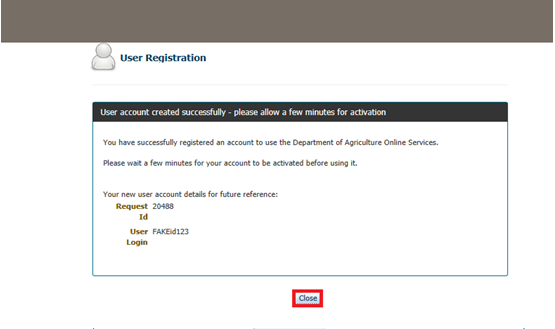 User Registration
User account created successfully - please allow a few minutes for activation
You have successfully registered an account to use the Department of Agriculture Online Services.
Please wait a few minutes for your account to be activated before using it.
Your new user account details for future reference:
Request 20488
Id
User FAKEid123
Login
Close